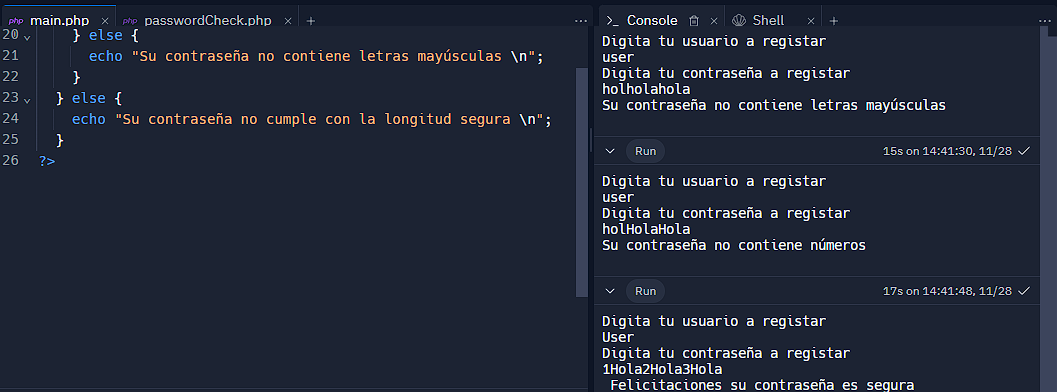 php main.php × php passwordCheck.php × +
20 } else {
21 echo "Su contraseña no contiene letras mayúsculas \n";
22 }
23 } else {
24 echo "Su contraseña no cumple con la longitud segura \n";
25 }
26 ?>
>_ Console × Shell × +
Digita tu usuario a registar
user
Digita tu contraseña a registar
holholahola
Su contraseña no contiene letras mayúsculas
Run 15s on 14:41:30, 11/28
Digita tu usuario a registar
user
Digita tu contraseña a registar
holHolaHola
Su contraseña no contiene números
Run 17s on 14:41:48, 11/28
Digita tu usuario a registar
User
Digita tu contraseña a registar
1Hola2Hola3Hola
Felicitaciones su contraseña es segura